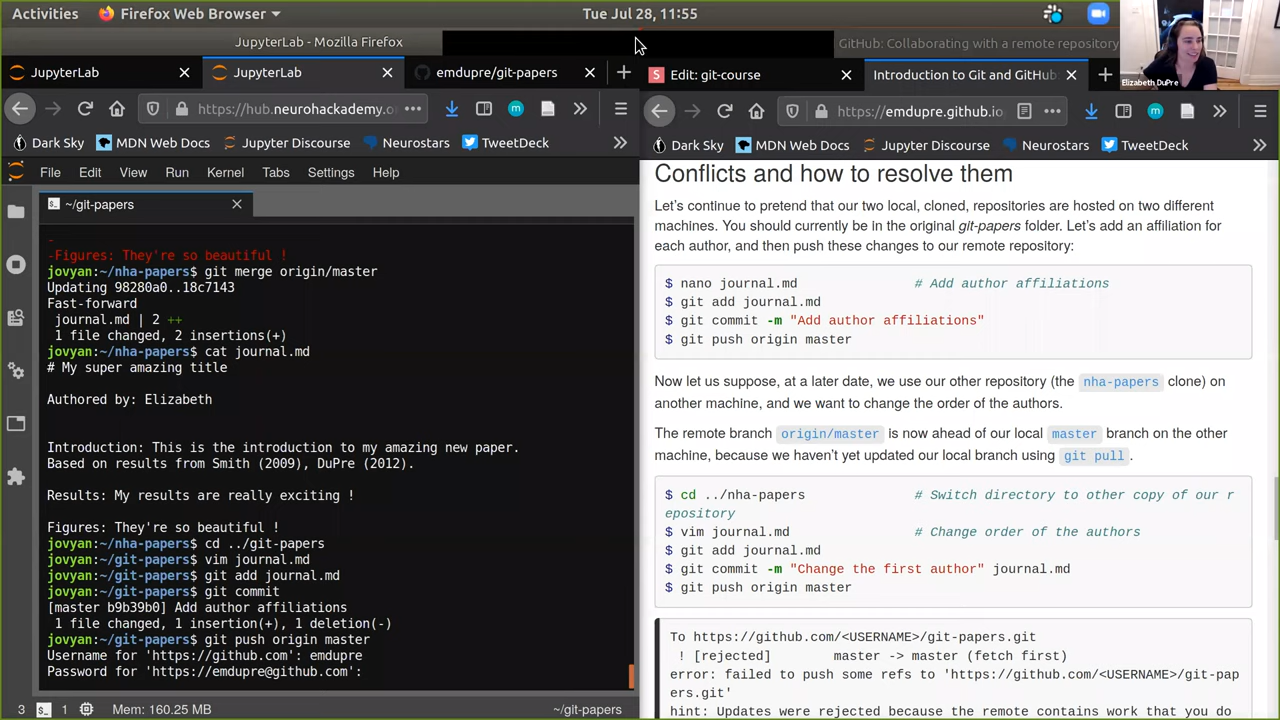 Activities
Firefox Web Browser
Tue Jul 28, 11:55
JupyterLab - Mozilla Firefox
GitHub: Collaborating with a remote repository
Elizabeth DuPre
JupyterLab
JupyterLab
emdupre/git-papers
Edit: git-course
Introduction to Git and GitHub:
https://hub.neurohackademy.o
https://emdupre.github.io
Dark Sky
MDN Web Docs
Jupyter Discourse
Neurostars
TweetDeck
Dark Sky
MDN Web Docs
Jupyter Discourse
Neurostars
TweetDeck
File Edit View Run Kernel Tabs Settings Help
~/git-papers
-
-Figures: They're so beautiful !
jovyan:~/nha-papers$ git merge origin/master
Updating 98280a0..18c7143
Fast-forward
journal.md | 2 ++
1 file changed, 2 insertions(+)
jovyan:~/nha-papers$ cat journal.md
# My super amazing title
Authored by: Elizabeth
Introduction: This is the introduction to my amazing new paper.
Based on results from Smith (2009), DuPre (2012).
Results: My results are really exciting !
Figures: They're so beautiful !
jovyan:~/nha-papers$ cd ../git-papers
jovyan:~/git-papers$ vim journal.md
jovyan:~/git-papers$ git add journal.md
jovyan:~/git-papers$ git commit
[master b9b39b0] Add author affiliations
1 file changed, 1 insertion(+), 1 deletion(-)
jovyan:~/git-papers$ git push origin master
Username for 'https://github.com': emdupre
Password for 'https://emdupre@github.com':
3
1
Mem: 160.25 MB
~/git-papers
Conflicts and how to resolve them
Let's continue to pretend that our two local, cloned, repositories are hosted on two different
machines. You should currently be in the original git-papers folder. Let's add an affiliation for
each author, and then push these changes to our remote repository:
$ nano journal.md # Add author affiliations
$ git add journal.md
$ git commit -m "Add author affiliations"
$ git push origin master
Now let us suppose, at a later date, we use our other repository (the nha-papers clone) on
another machine, and we want to change the order of the authors.
The remote branch origin/master is now ahead of our local master branch on the other
machine, because we haven't yet updated our local branch using git pull .
$ cd ../nha-papers # Switch directory to other copy of our r
epository
$ vim journal.md # Change order of the authors
$ git add journal.md
$ git commit -m "Change the first author" journal.md
$ git push origin master
To https://github.com/<USERNAME>/git-papers.git
! [rejected] master -> master (fetch first)
error: failed to push some refs to 'https://github.com/<USERNAME>/git-pap
ers.git'
hint: Updates were rejected because the remote contains work that you do